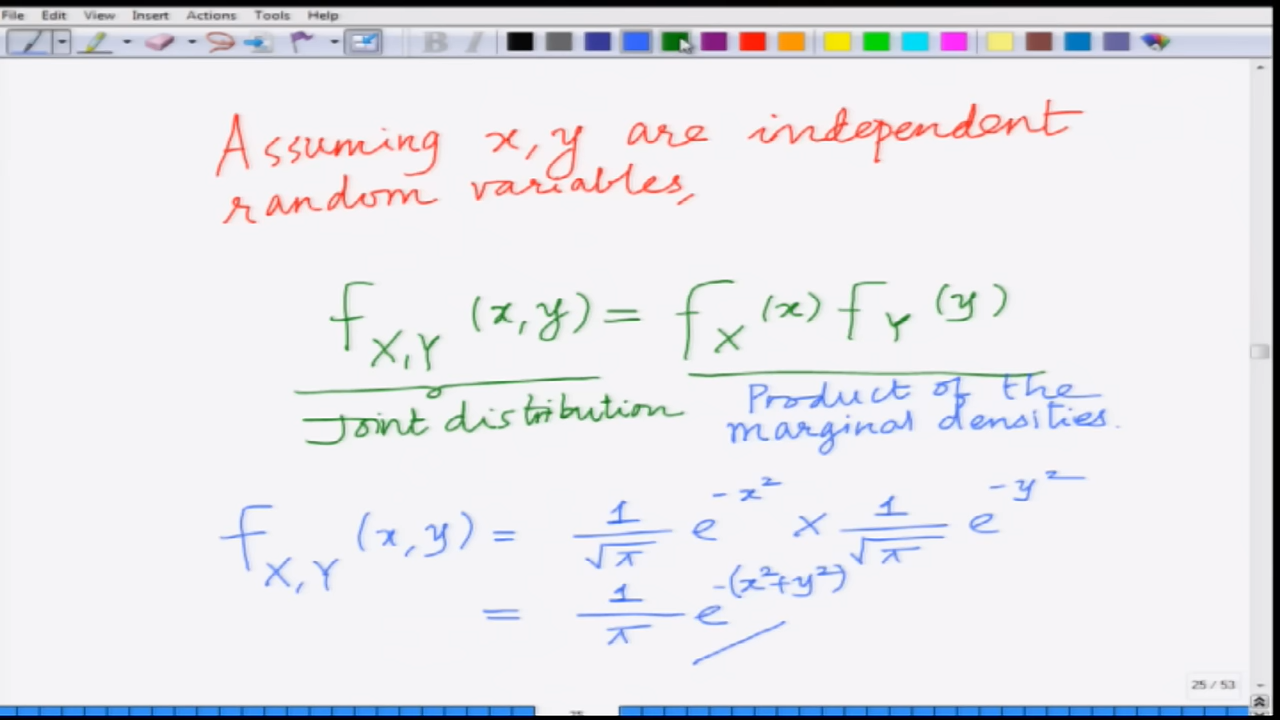 File Edit View Insert Actions Tools Help
B I
Assuming x, y are independent
random variables,
f_{X,Y} (x,y) = f_X (x) f_Y (y)
Joint distribution
Product of the
marginal densities.
f_{X,Y} (x,y) = 1/√π e^{-x²} × 1/√π e^{-y²}
= 1/π e^{-(x²+y²)}
25 / 53